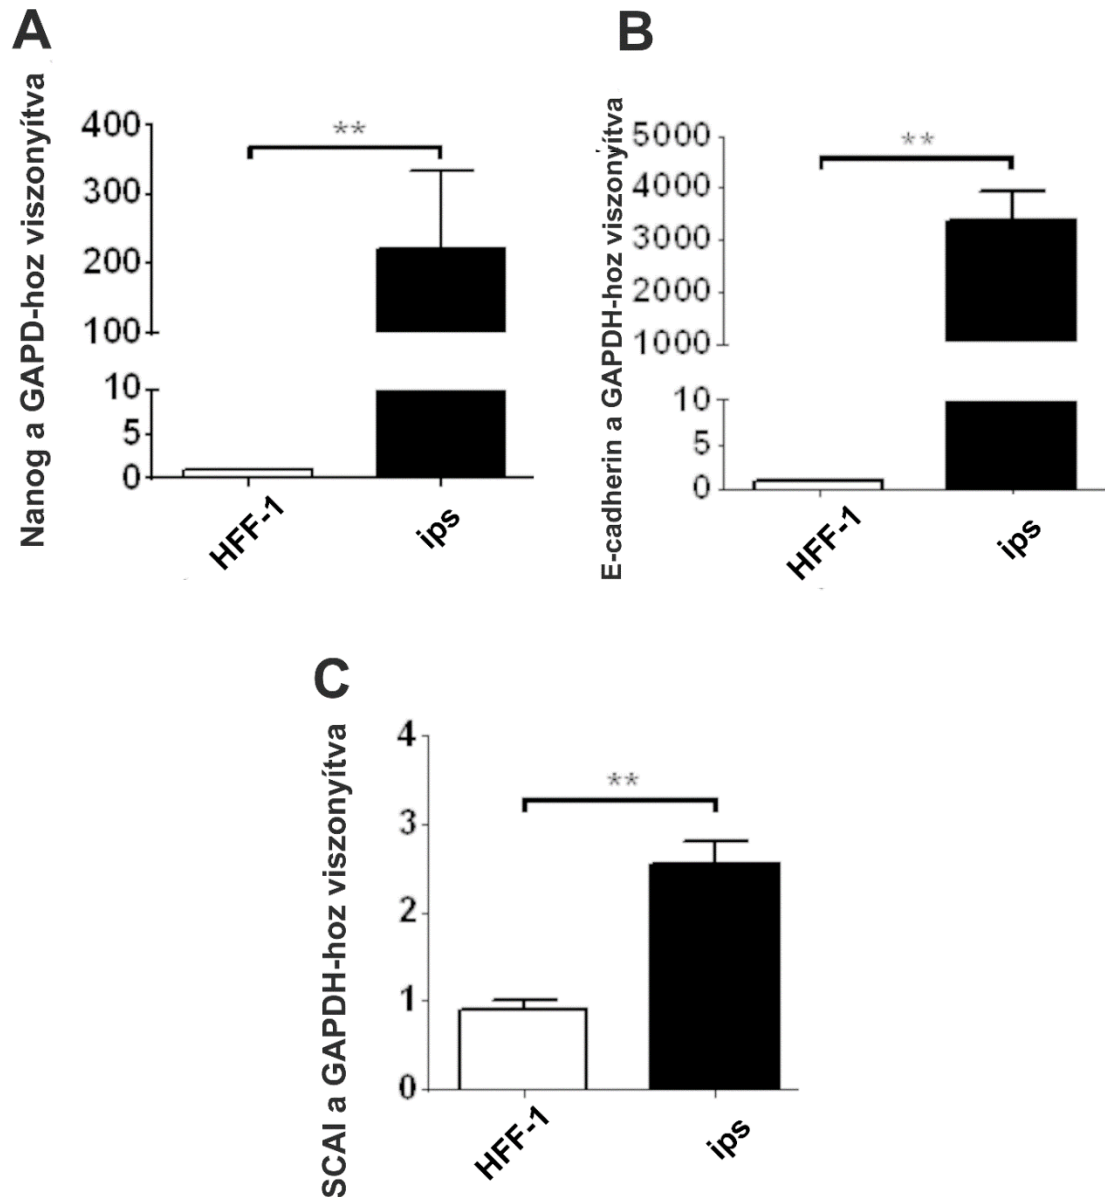 A
Nanog a GAPD-hoz viszonyítva
400
300
200
100
10
5
0
**
HFF-1
ips
B
E-cadherin a GAPDH-hoz viszonyítva
5000
4000
3000
2000
1000
10
5
0
**
HFF-1
ips
C
SCAI a GAPDH-hoz viszonyítva
4
3
2
1
0
**
HFF-1
ips